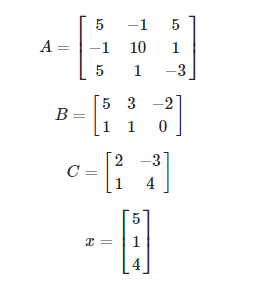 A = [ 5 −1 5
−1 10 1
5 1 −3 ]
B = [ 5 3 −2
1 1 0 ]
C = [ 2 −3
1 4 ]
x = [ 5
1
4 ]